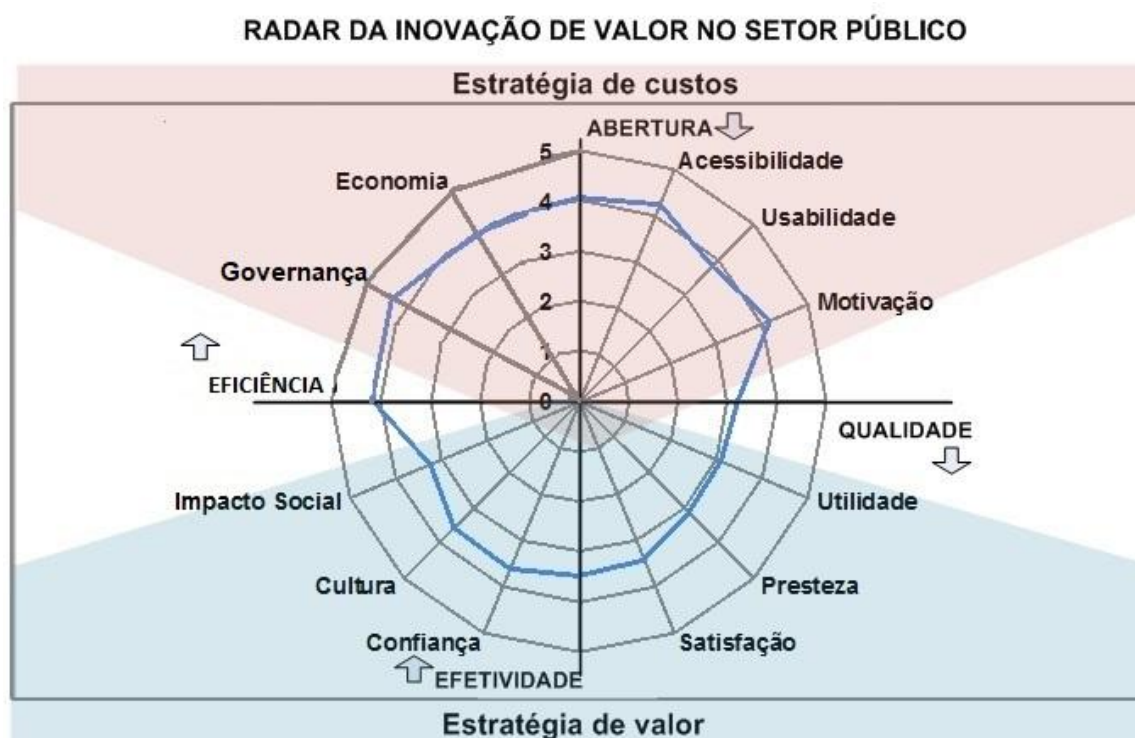 RADAR DA INOVAÇÃO DE VALOR NO SETOR PÚBLICO
Estratégia de custos
ABERTURA
5
Acessibilidade
Economia
4
Usabilidade
3
Governança
Motivação
2
1
EFICIÊNCIA
0
QUALIDADE
Impacto Social
Utilidade
Cultura
Presteza
Confiança
Satisfação
EFETIVIDADE
Estratégia de valor